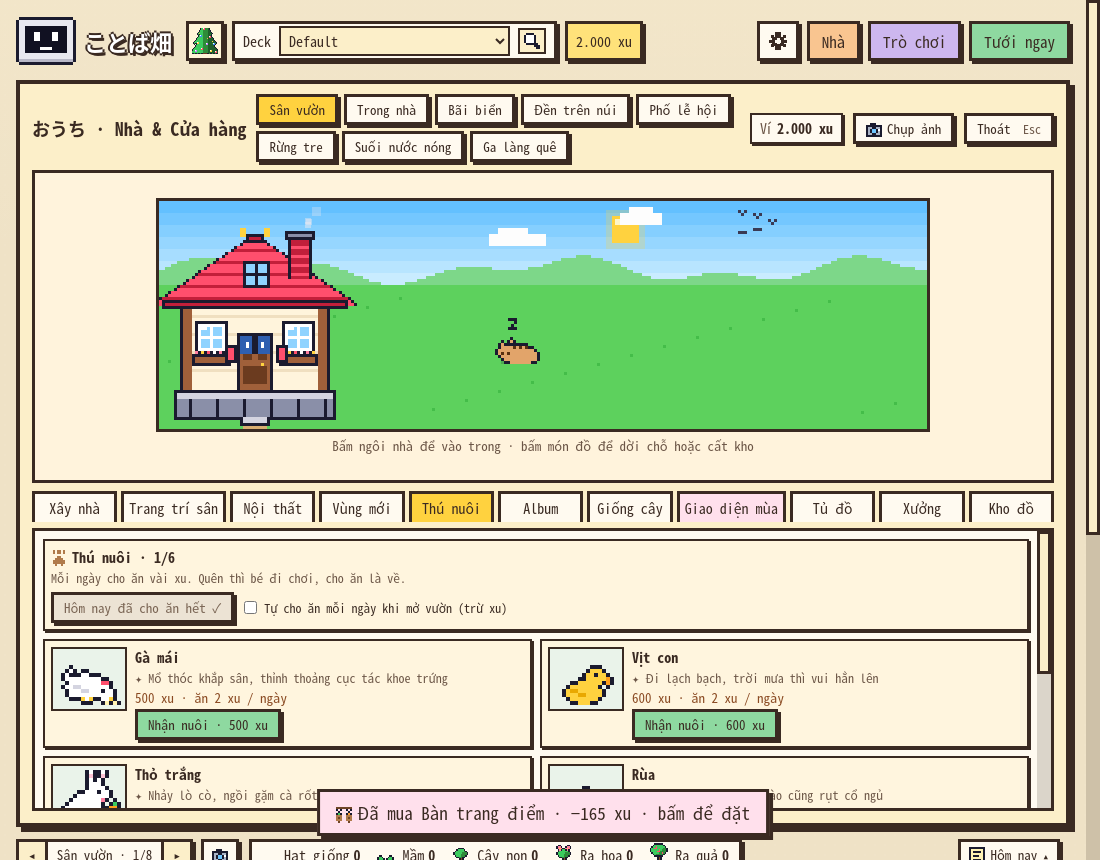 ことば畑
Deck Default 2.000 xu Nhà Trò chơi Tưới ngay
おうち · Nhà & Cửa hàng
Sân vườn Trong nhà Bãi biển Đền trên núi Phố lễ hội
Rừng tre Suối nước nóng Ga làng quê
Ví 2.000 xu Chụp ảnh Thoát Esc
z
Bấm ngôi nhà để vào trong · bấm món đồ để dời chỗ hoặc cất kho
Xây nhà Trang trí sân Nội thất Vùng mới Thú nuôi Album Giống cây Giao diện mùa Tủ đồ Xưởng Kho đồ
Thú nuôi · 1/6
Mỗi ngày cho ăn vài xu. Quên thì bé đi chơi, cho ăn là về.
Hôm nay đã cho ăn hết ✓ Tự cho ăn mỗi ngày khi mở vườn (trừ xu)
Gà mái
✦ Mổ thóc khắp sân, thỉnh thoảng cục tác khoe trứng
500 xu · ăn 2 xu / ngày
Nhận nuôi · 500 xu
Vịt con
✦ Đi lạch bạch, trời mưa thì vui hẳn lên
600 xu · ăn 2 xu / ngày
Nhận nuôi · 600 xu
Thỏ trắng
✦ Nhảy lò cò, ngồi gặm cà rốt
Rùa
ào cũng rụt cổ ngủ
Đã mua Bàn trang điểm · −165 xu · bấm để đặt
◂ Sân vườn · 1/8 ▸ Hạt giống 0 Mầm 0 Cây non 0 Ra hoa 0 Ra quả 0 Hôm nay ▴